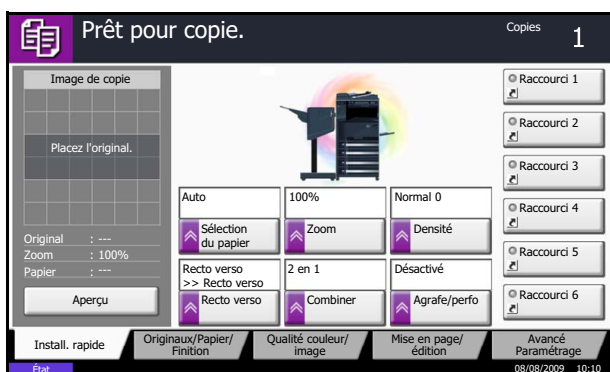 Prêt pour copie.
Copies
1
Image de copie
Placez l'original.
Original : ---
Zoom : 100%
Papier : ---
Aperçu
Auto
Sélection
du papier
100%
Zoom
Normal 0
Densité
Recto verso
>> Recto verso
Recto verso
2 en 1
Combiner
Désactivé
Agrafe/perfo
Raccourci 1
Raccourci 2
Raccourci 3
Raccourci 4
Raccourci 5
Raccourci 6
Install. rapide
Originaux/Papier/
Finition
Qualité couleur/
image
Mise en page/
édition
Avancé
Paramétrage
État
08/08/2009 10:10